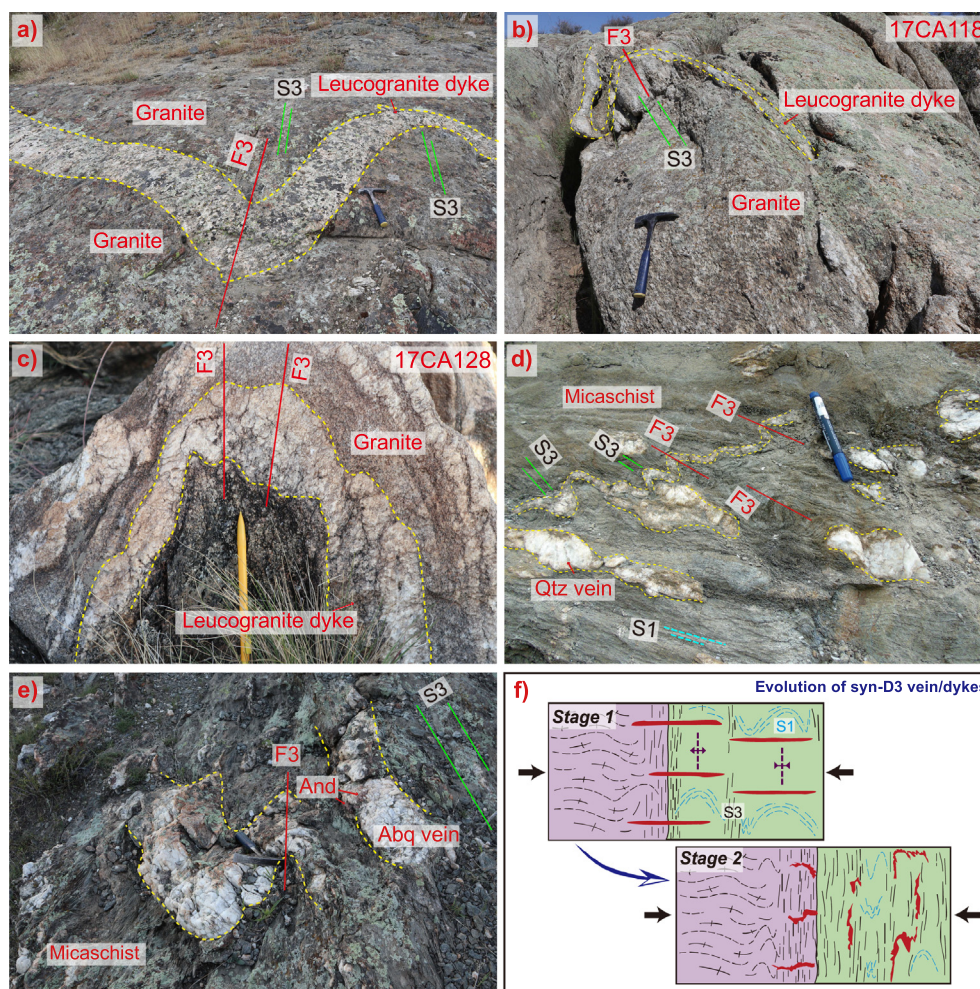 a)
S3
Leucogranite dyke
Granite
F3
S3
Granite
b)
17CA118
F3
Leucogranite dyke
S3
Granite
c)
17CA128
F3
F3
Granite
Leucogranite dyke
d)
Micaschist
F3
S3
S3
F3
F3
Qtz vein
S1
e)
S3
F3
And
Abq vein
Micaschist
f)
Evolution of syn-D3 vein/dykes
Stage 1
S1
S3
Stage 2